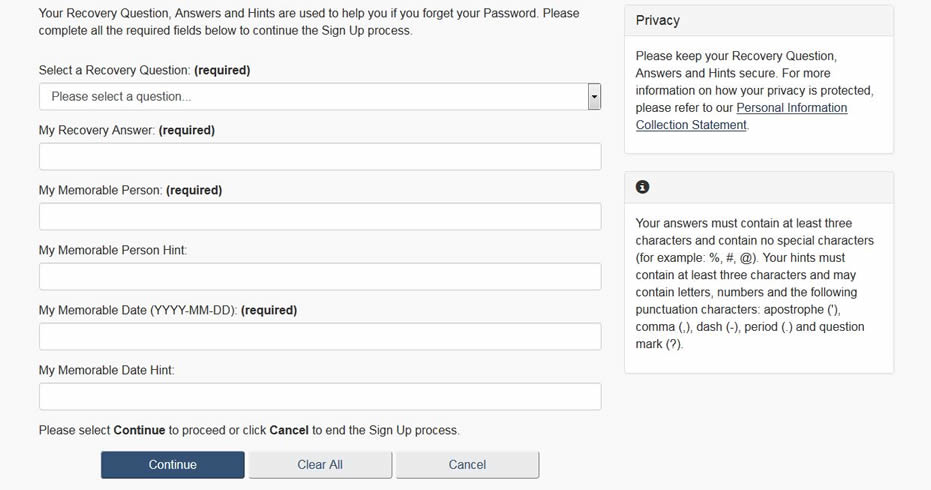 Your Recovery Question, Answers and Hints are used to help you if you forget your Password. Please
complete all the required fields below to continue the Sign Up process.
Select a Recovery Question: (required)
Please select a question...
My Recovery Answer: (required)
My Memorable Person: (required)
My Memorable Person Hint:
My Memorable Date (YYYY-MM-DD): (required)
My Memorable Date Hint:
Please select Continue to proceed or click Cancel to end the Sign Up process.
Continue
Clear All
Cancel
Privacy
Please keep your Recovery Question,
Answers and Hints secure. For more
information on how your privacy is protected,
please refer to our Personal Information
Collection Statement.
Your answers must contain at least three
characters and contain no special characters
(for example: %, #, @). Your hints must
contain at least three characters and may
contain letters, numbers and the following
punctuation characters: apostrophe ('),
comma (,), dash (-), period (.) and question
mark (?).